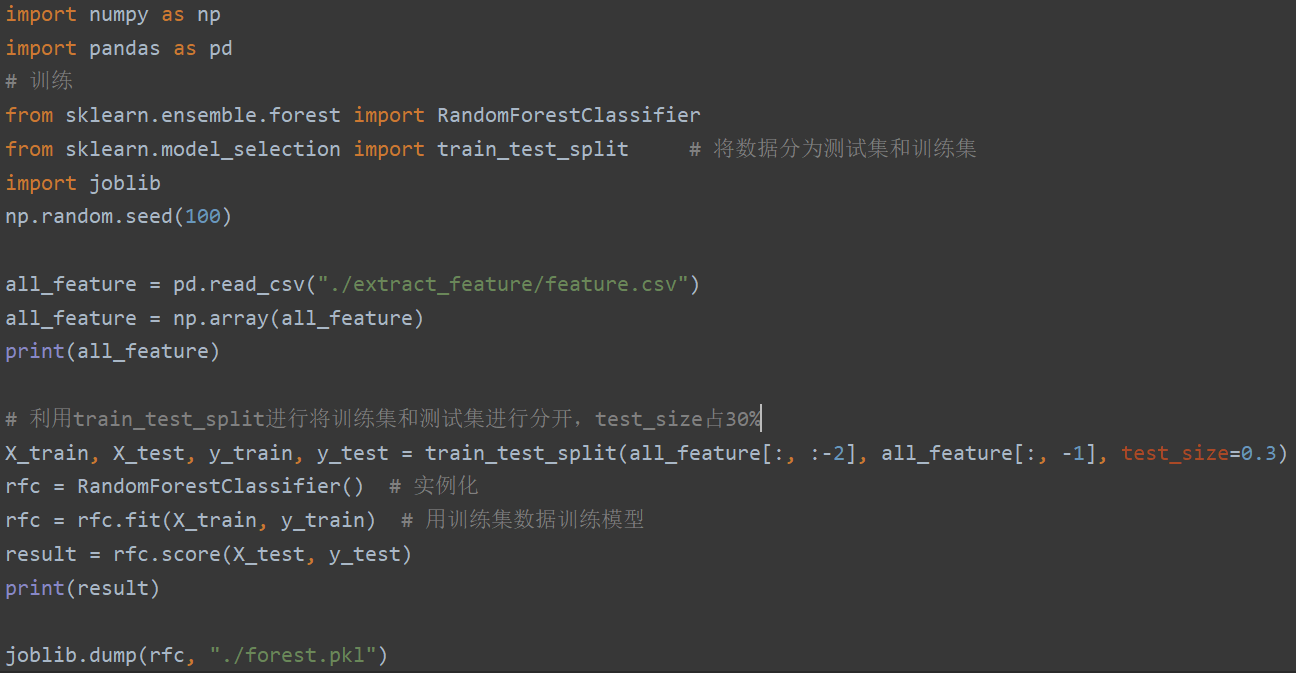 import numpy as np
import pandas as pd
# 训练
from sklearn.ensemble.forest import RandomForestClassifier
from sklearn.model_selection import train_test_split     # 将数据分为测试集和训练集
import joblib
np.random.seed(100)
all_feature = pd.read_csv("./extract_feature/feature.csv")
all_feature = np.array(all_feature)
print(all_feature)
# 利用train_test_split进行将训练集和测试集进行分开，test_size占30%
X_train, X_test, y_train, y_test = train_test_split(all_feature[:, :-2], all_feature[:, -1], test_size=0.3)
rfc = RandomForestClassifier()  # 实例化
rfc = rfc.fit(X_train, y_train)  # 用训练集数据训练模型
result = rfc.score(X_test, y_test)
print(result)
joblib.dump(rfc, "./forest.pkl")